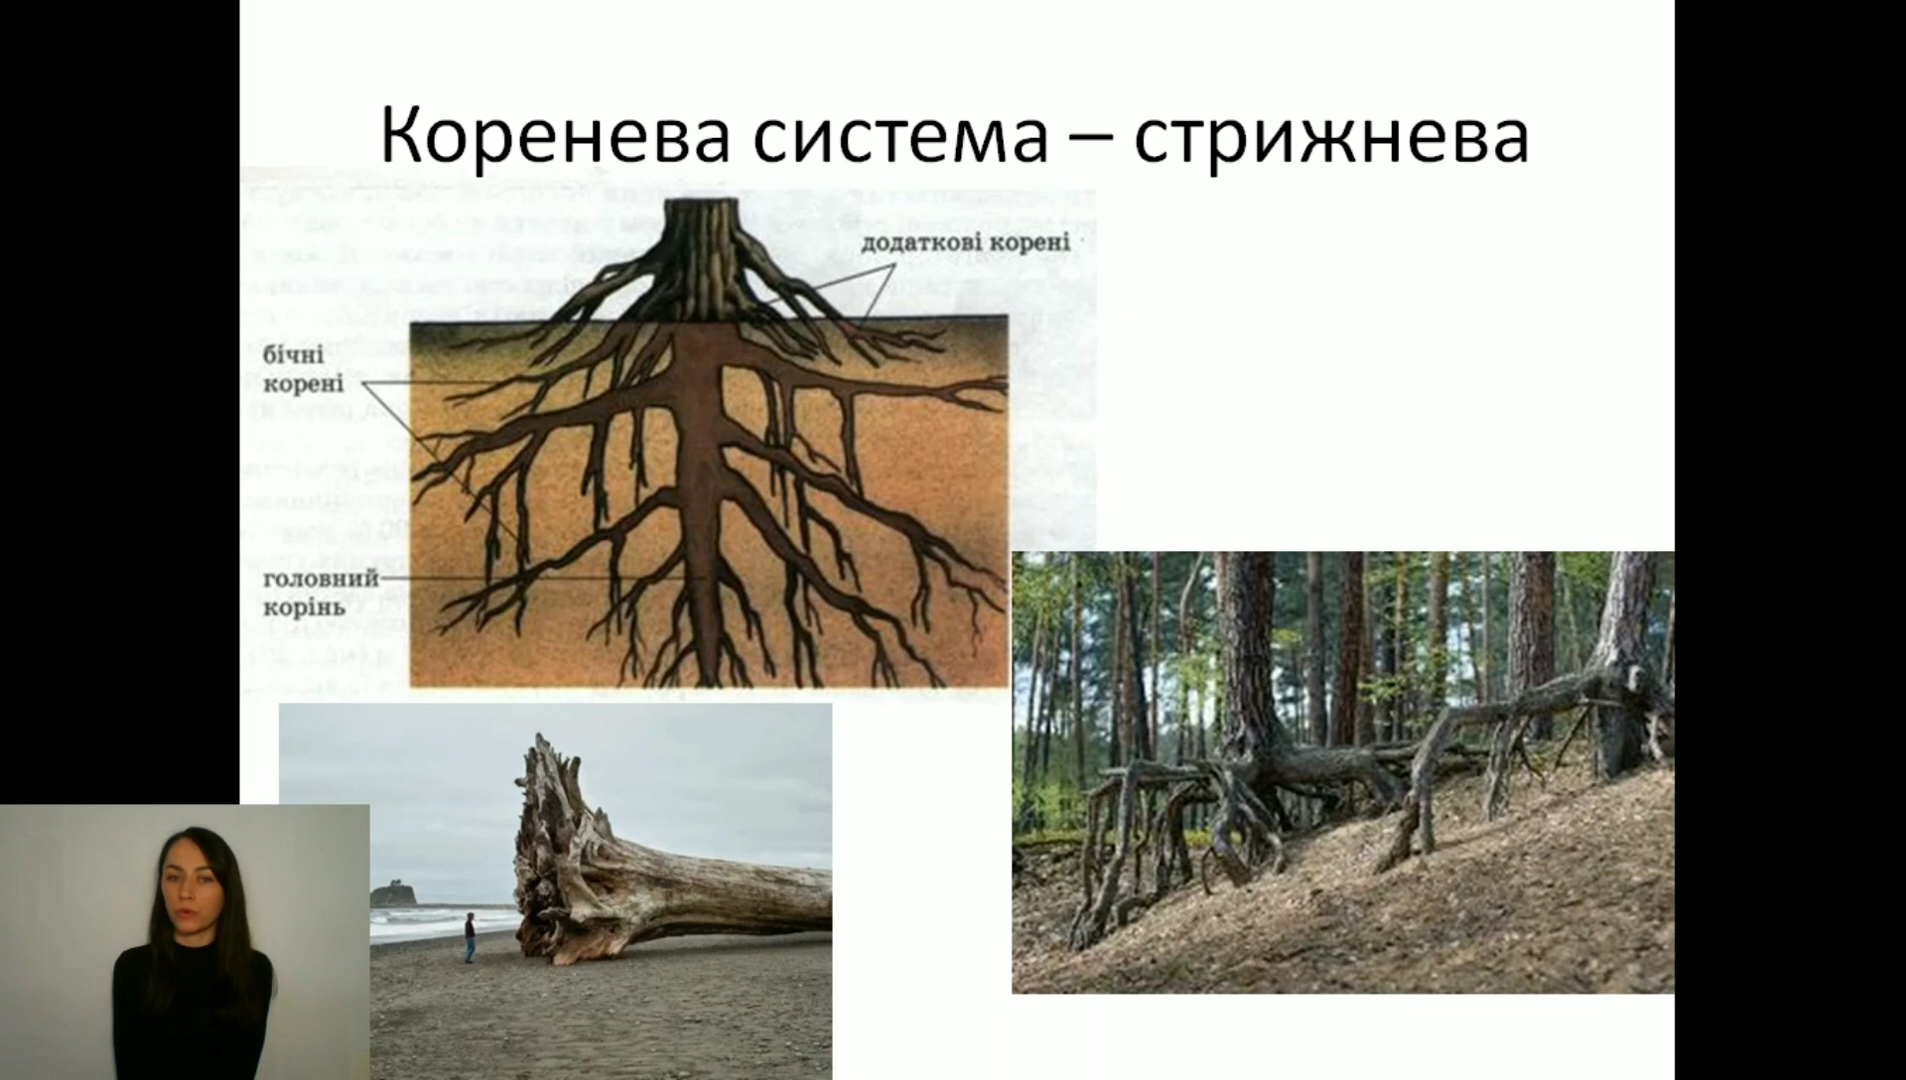 Коренева система – стрижнева
додаткові корені
бічні
корені
головний
корінь